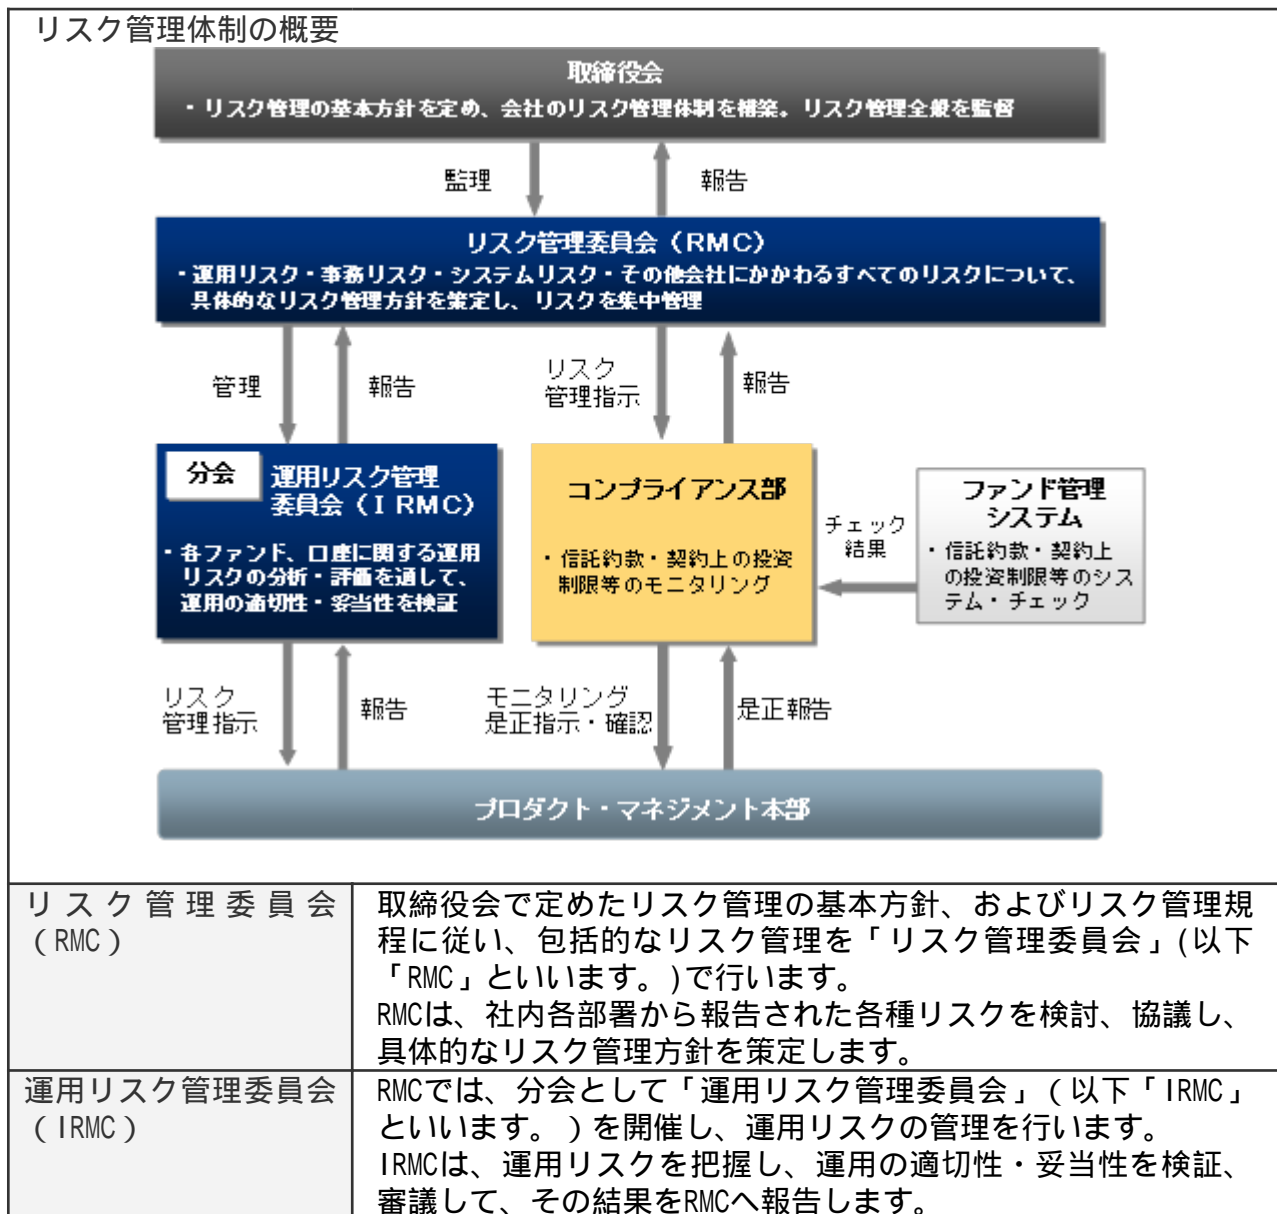 リスク管理体制の概要
取締役会
・リスク管理の基本方針を定め、会社のリスク管理体制を構築。リスク管理全般を監督
監理
報告
リスク管理委員会（RMC）
・運用リスク・事務リスク・システムリスク・その他会社にかかわるすべてのリスクについて、
具体的なリスク管理方針を策定し、リスクを集中管理
管理
報告
リスク
管理指示
報告
分会
運用リスク管理
委員会（IRMC）
・各ファンド、口座に関する運用
リスクの分析・評価を通して、
運用の適切性・妥当性を検証
コンプライアンス部
・信託約款・契約上の投資
制限等のモニタリング
チェック
結果
ファンド管理
システム
・信託約款・契約上
の投資制限等のシス
テム・チェック
リスク
管理指示
報告
モニタリング
是正指示・確認
是正報告
プロダクト・マネジメント本部
リスク管理委員会
（RMC）
取締役会で定めたリスク管理の基本方針、およびリスク管理規
程に従い、包括的なリスク管理を「リスク管理委員会」(以下
「RMC」といいます。)で行います。
RMCは、社内各部署から報告された各種リスクを検討、協議し、
具体的なリスク管理方針を策定します。
運用リスク管理委員会
（IRMC）
RMCでは、分会として「運用リスク管理委員会」（以下「IRMC」
といいます。）を開催し、運用リスクの管理を行います。
IRMCは、運用リスクを把握し、運用の適切性・妥当性を検証、
審議して、その結果をRMCへ報告します。